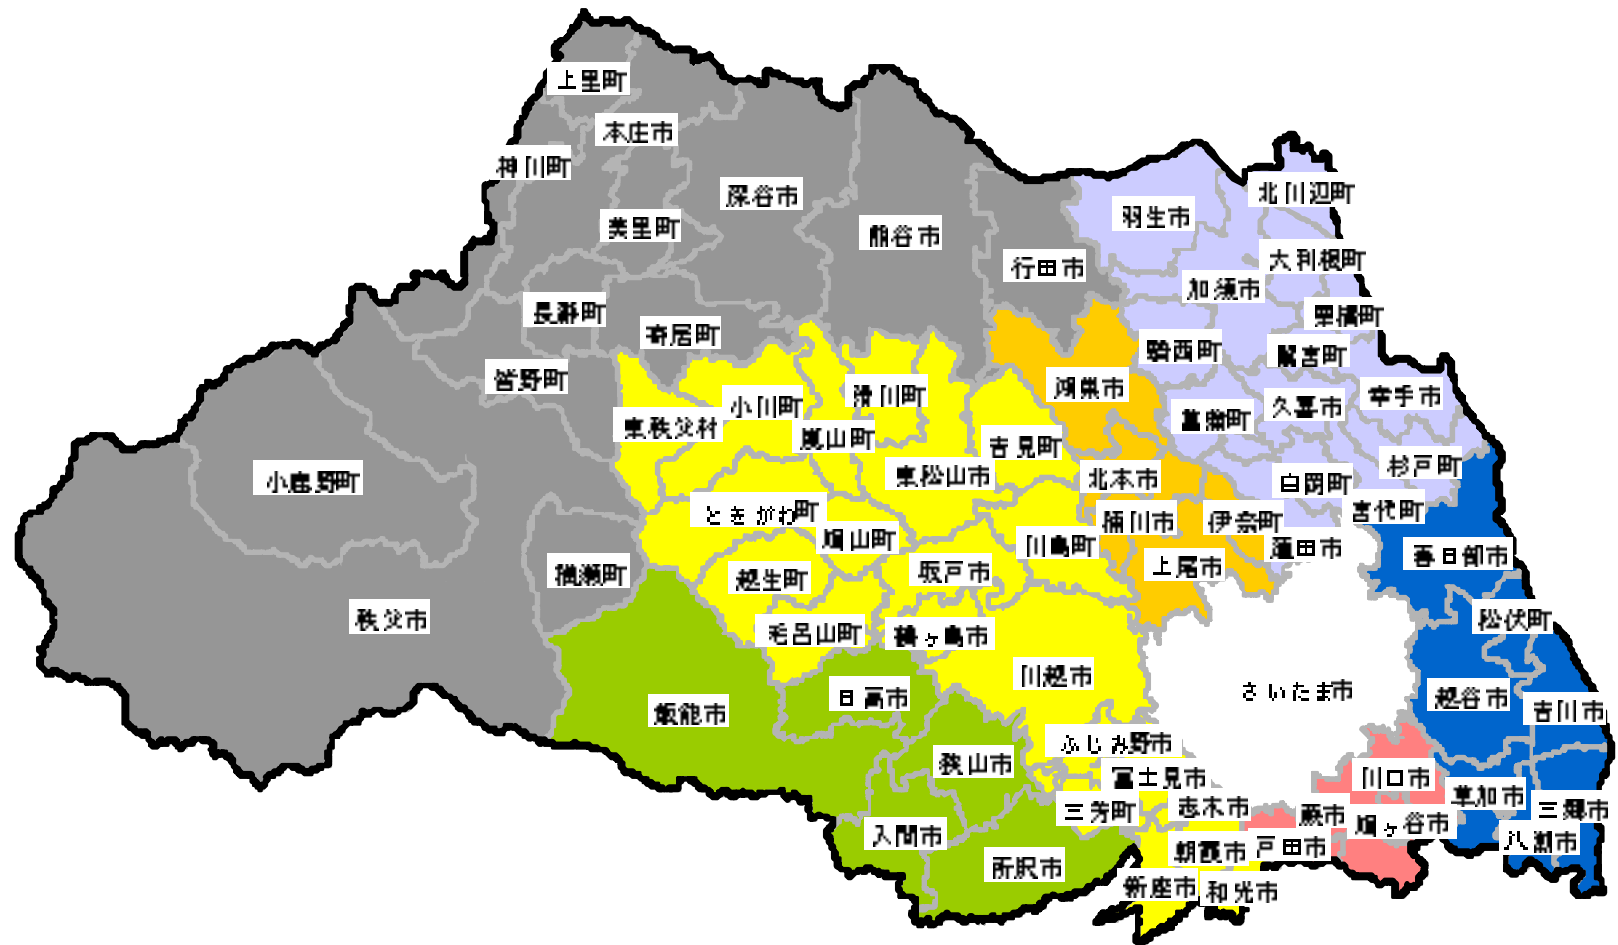 上里町
本庄市
神川町
深谷市
美里町
熊谷市
羽生市
北川辺町
行田市
大利根町
加須市
長瀞町
寄居町
栗橋町
騎西町
鷲宮町
皆野町
鴻巣市
滑川町
小川町
久喜市
幸手市
菖蒲町
東秩父村
嵐山町
吉見町
杉戸町
小鹿野町
東松山市
北本市
白岡町
宮代町
ときがわ町
桶川市
伊奈町
鳩山町
川島町
蓮田市
春日部市
横瀬町
越生町
坂戸市
上尾市
秩父市
毛呂山町
鶴ヶ島市
松伏町
川越市
さいたま市
日高市
越谷市
飯能市
吉川市
ふじみ野市
狭山市
富士見市
川口市
三芳町
志木市
草加市
三郷市
蕨市
鳩ヶ谷市
入間市
朝霞市
戸田市
八潮市
所沢市
新座市
和光市